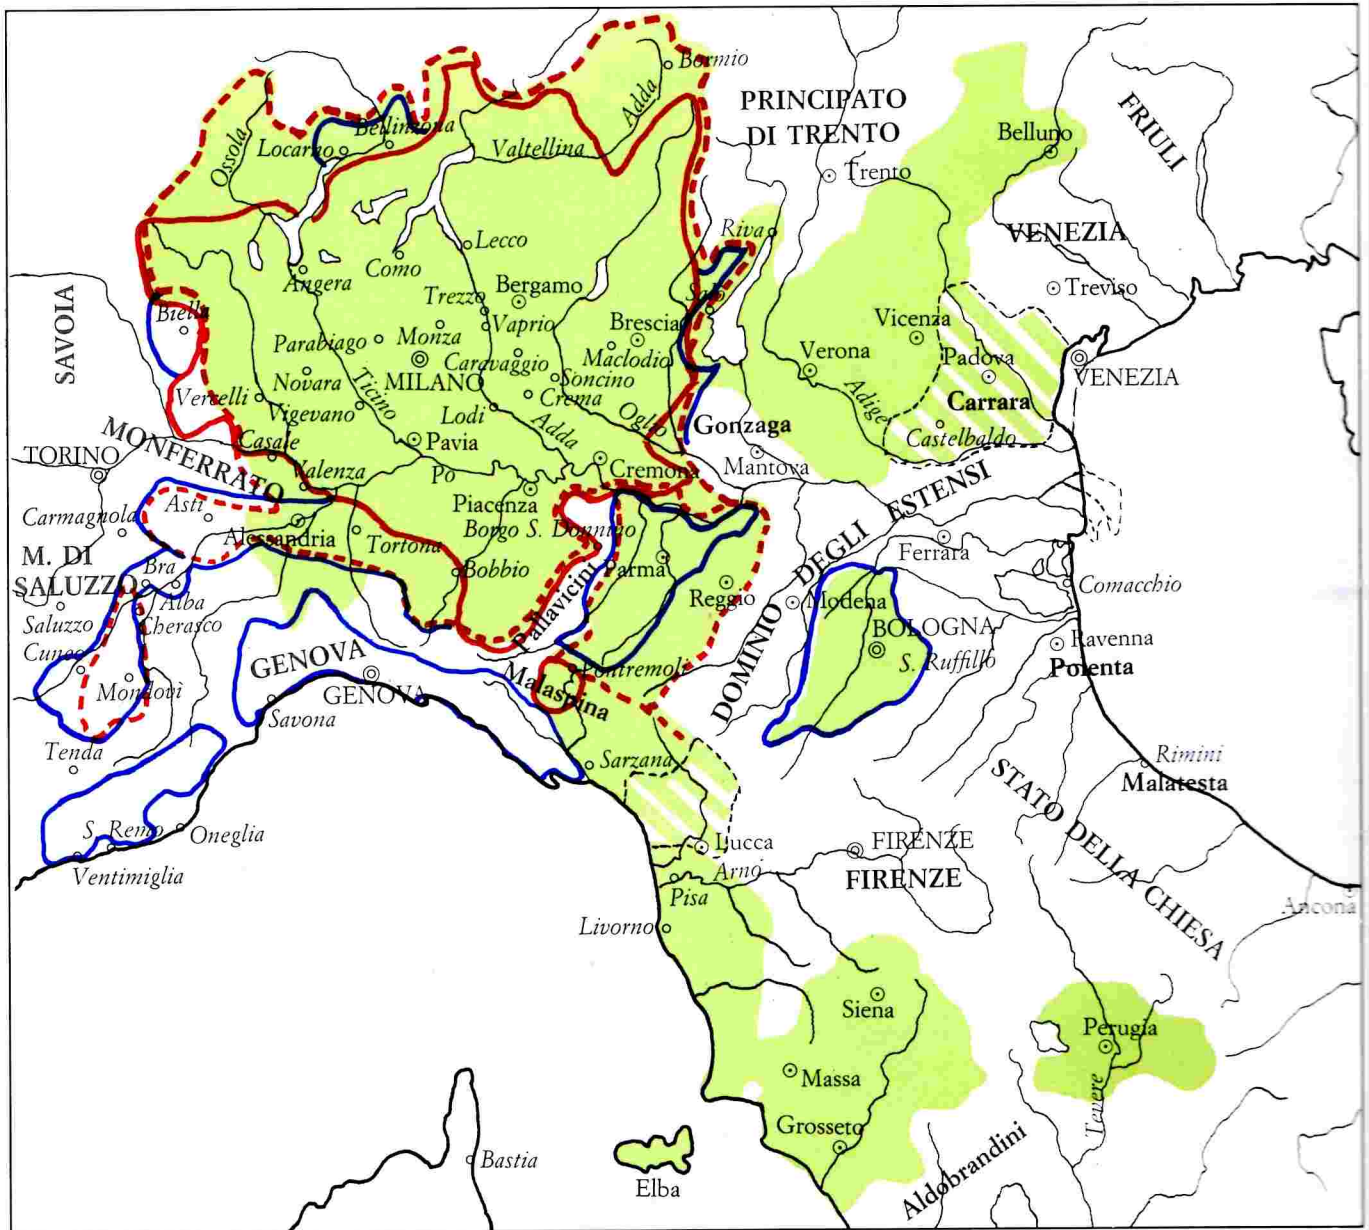 Bormio
Adda
PRINCIPATO
DI TRENTO
FRIULI
Belluno
Bellinzona
Locarno
Ossola
Valtellina
Trento
Riva
VENEZIA
Lecco
Como
Angera
Bergamo
Trezzo
Treviso
Salò
SAVOIA
Biella
Vaprio
Brescia
Vicenza
Parabiago
Monza
Caravaggio
Maclodio
Verona
Padova
VENEZIA
Novara
MILANO
Soncino
Vercelli
Vigevano
Ticino
Lodi
Crema
Oglio
Adige
Carrara
Gonzaga
Castelbaldo
MONFERRATO
Casale
Pavia
Adda
TORINO
Cremona
Mantova
Valenza
Po
Piacenza
DOMINIO DEGLI ESTENSI
Carmagnola
Asti
Alessandria
Tortona
Borgo S. Donnino
Ferrara
M. DI
SALUZZO
Bra
Bobbio
Parma
Reggio
Comacchio
Alba
Pallavicini
Modena
Saluzzo
Cherasco
BOLOGNA
Ravenna
Cuneo
GENOVA
S. Ruffillo
Polenta
Mondovì
GENOVA
Malaspina
Pontremoli
Savona
Tenda
Sarzana
Rimini
Malatesta
S. Remo
Oneglia
STATO DELLA CHIESA
Ventimiglia
Lucca
FIRENZE
Arno
FIRENZE
Pisa
Ancona
Livorno
Siena
Perugia
Massa
Tevere
Grosseto
Aldobrandini
Bastia
Elba